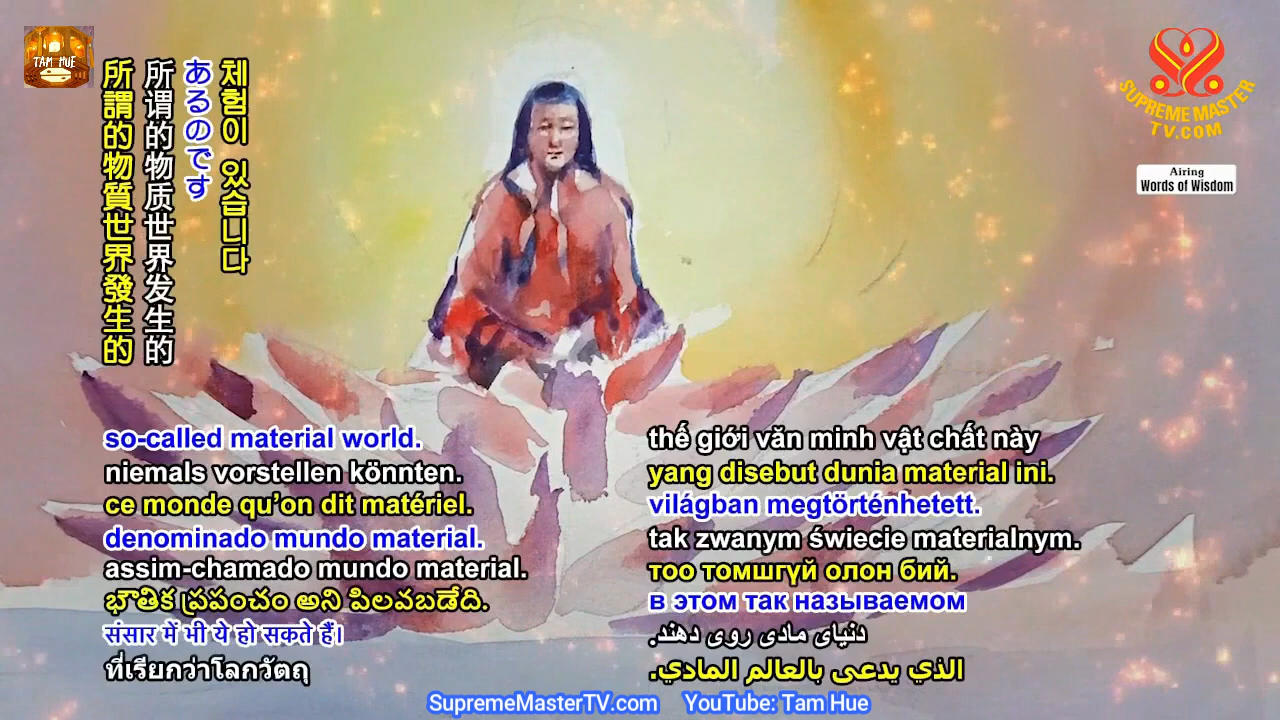 TAM HUE
所謂的物質世界發生的
所谓的物质世界发生的
あるのです
체험이 있습니다
SUPREME MASTER
TV.COM
Airing
Words of Wisdom
so-called material world.
niemals vorstellen könnten.
ce monde qu’on dit matériel.
denominado mundo material.
assim-chamado mundo material.
భౌతిక ప్రపంచం అని పిలవబడేది.
संसार में भी ये हो सकते हैं।
ที่เรียกว่าโลกวัตถุ
thế giới văn minh vật chất này
yang disebut dunia material ini.
világban megtörténhetett.
tak zwanym świecie materialnym.
тоо томшгүй олон бий.
в этом так называемом
دنیای مادی روی دهند.
الذي يدعى بالعالم المادي.
SupremeMasterTV.com YouTube: Tam Hue